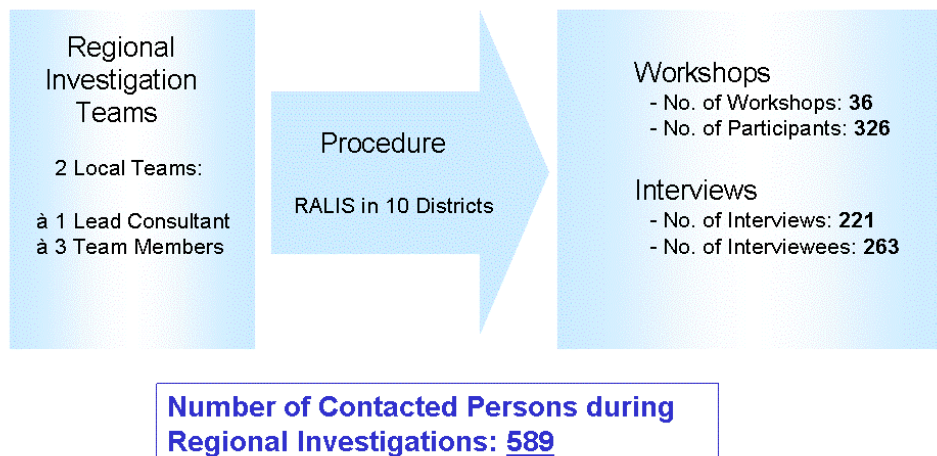 Regional
Investigation
Teams
2 Local Teams:
à 1 Lead Consultant
à 3 Team Members
Procedure
RALIS in 10 Districts
Workshops
- No. of Workshops: 36
- No. of Participants: 326
Interviews
- No. of Interviews: 221
- No. of Interviewees: 263
Number of Contacted Persons during
Regional Investigations: 589